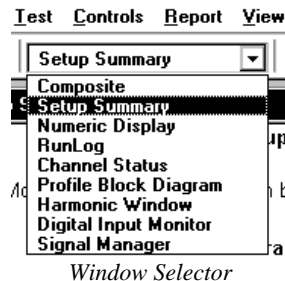 Test Controls Report View
Setup Summary
Composite
Setup Summary
Numeric Display
RunLog
Channel Status
Profile Block Diagram
Harmonic Window
Digital Input Monitor
Signal Manager
Window Selector